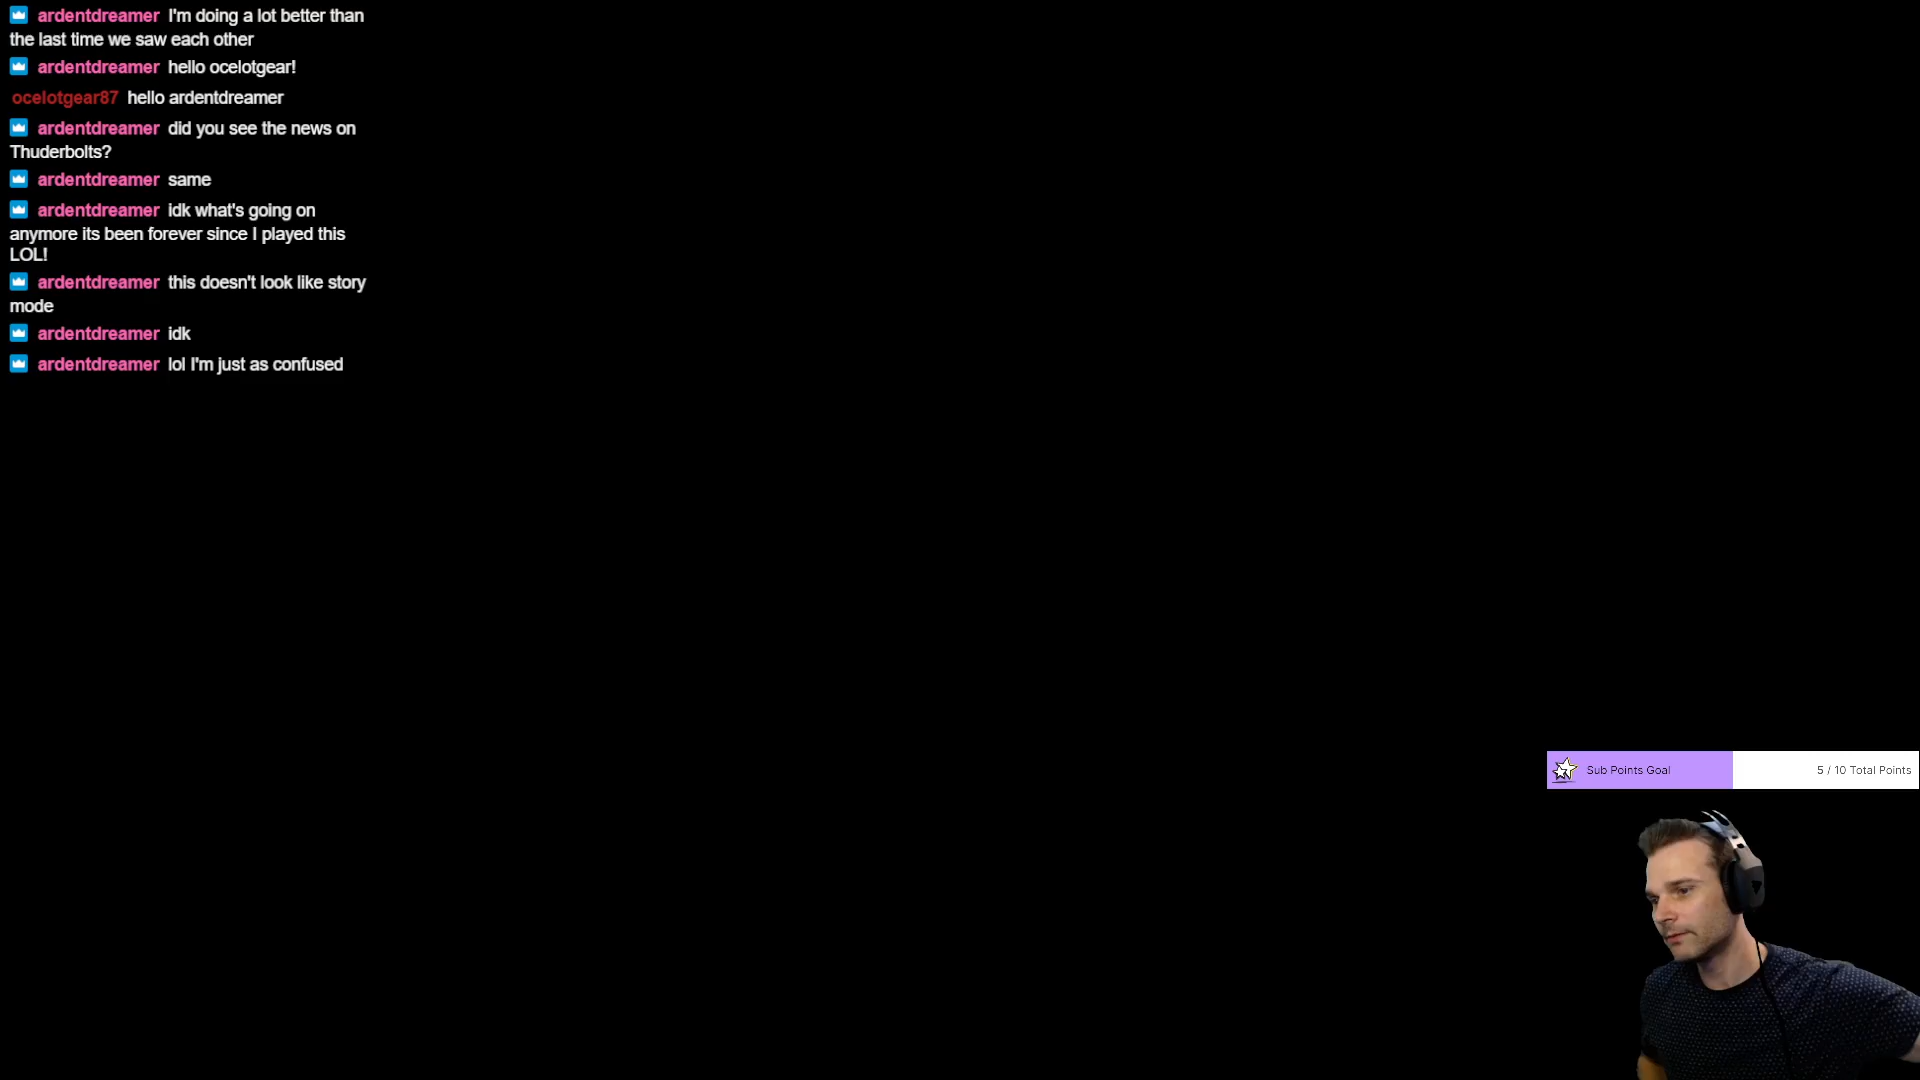 ardentdreamer I'm doing a lot better than
the last time we saw each other
ardentdreamer hello ocelotgear!
ocelotgear87 hello ardentdreamer
ardentdreamer did you see the news on
Thuderbolts?
ardentdreamer same
ardentdreamer idk what's going on
anymore its been forever since I played this
LOL!
ardentdreamer this doesn't look like story
mode
ardentdreamer idk
ardentdreamer lol I'm just as confused
Sub Points Goal 5 / 10 Total Points